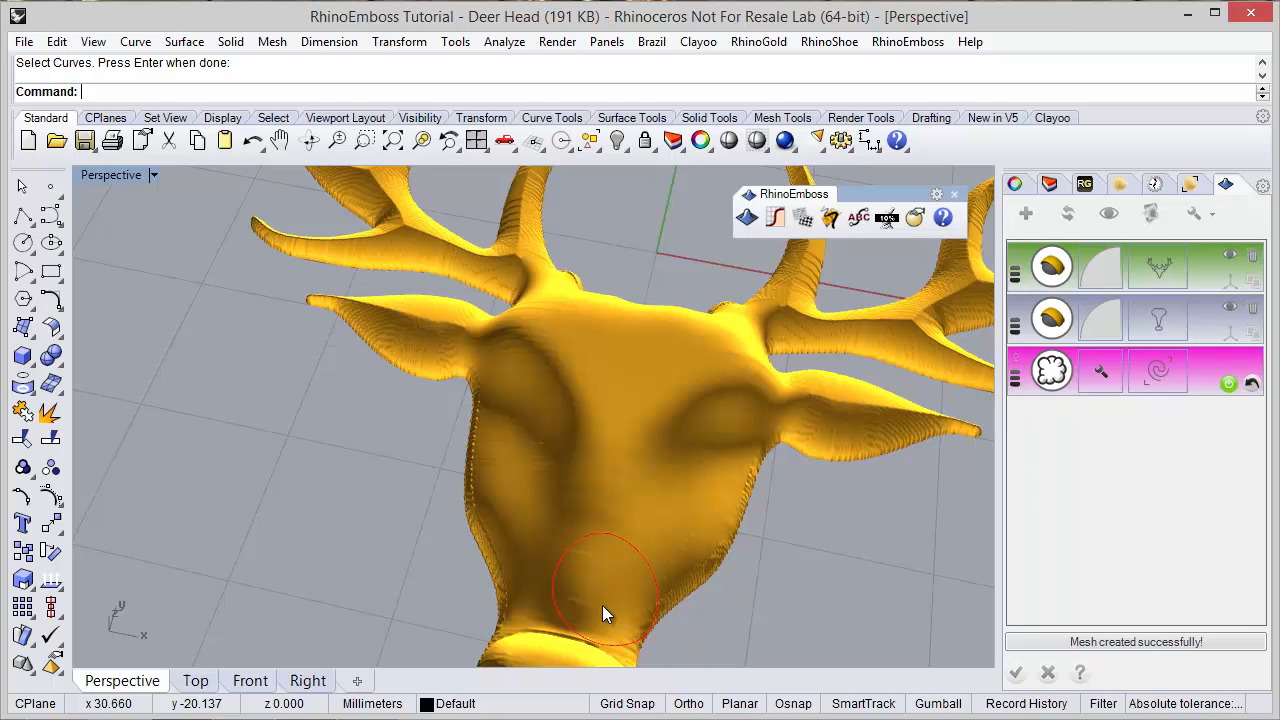 RhinoEmboss Tutorial - Deer Head (191 KB) - Rhinoceros Not For Resale Lab (64-bit) - [Perspective]
File Edit View Curve Surface Solid Mesh Dimension Transform Tools Analyze Render Panels Brazil Clayoo RhinoGold RhinoShoe RhinoEmboss Help
Select Curves. Press Enter when done:
Command:
Standard CPlanes Set View Display Select Viewport Layout Visibility Transform Curve Tools Surface Tools Solid Tools Mesh Tools Render Tools Drafting New in V5 Clayoo
Perspective
RhinoEmboss
RG
ABC 10%
z y x
Mesh created successfully!
Perspective Top Front Right
CPlane x 30.660 y -20.137 z 0.000 Millimeters Default Grid Snap Ortho Planar Osnap SmartTrack Gumball Record History Filter Absolute tolerance:...